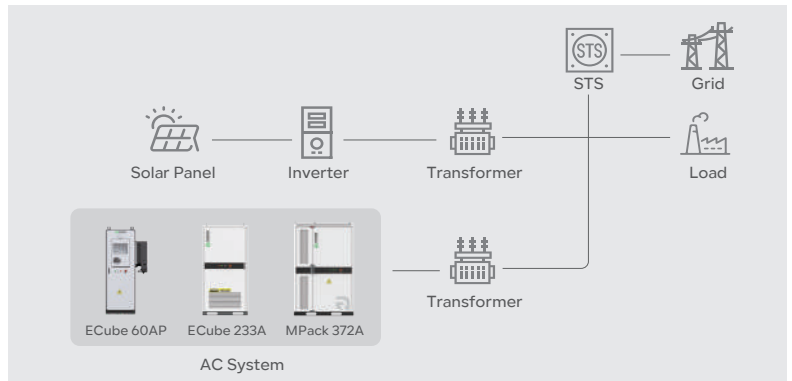 STS
STS
Grid
Solar Panel
Inverter
Transformer
Load
Transformer
ECube 60AP
ECube 233A
MPack 372A
AC System